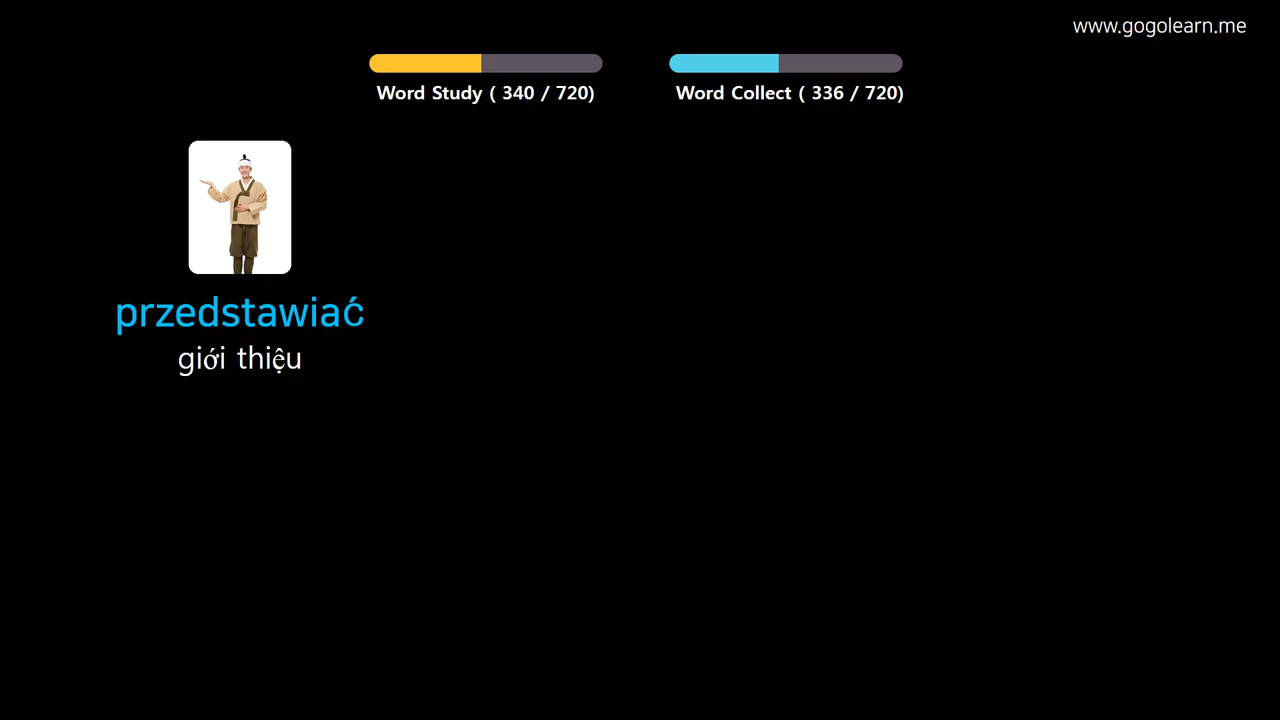 www.gogolearn.me
Word Study ( 340 / 720)
Word Collect ( 336 / 720)
przedstawiać
giới thiệu